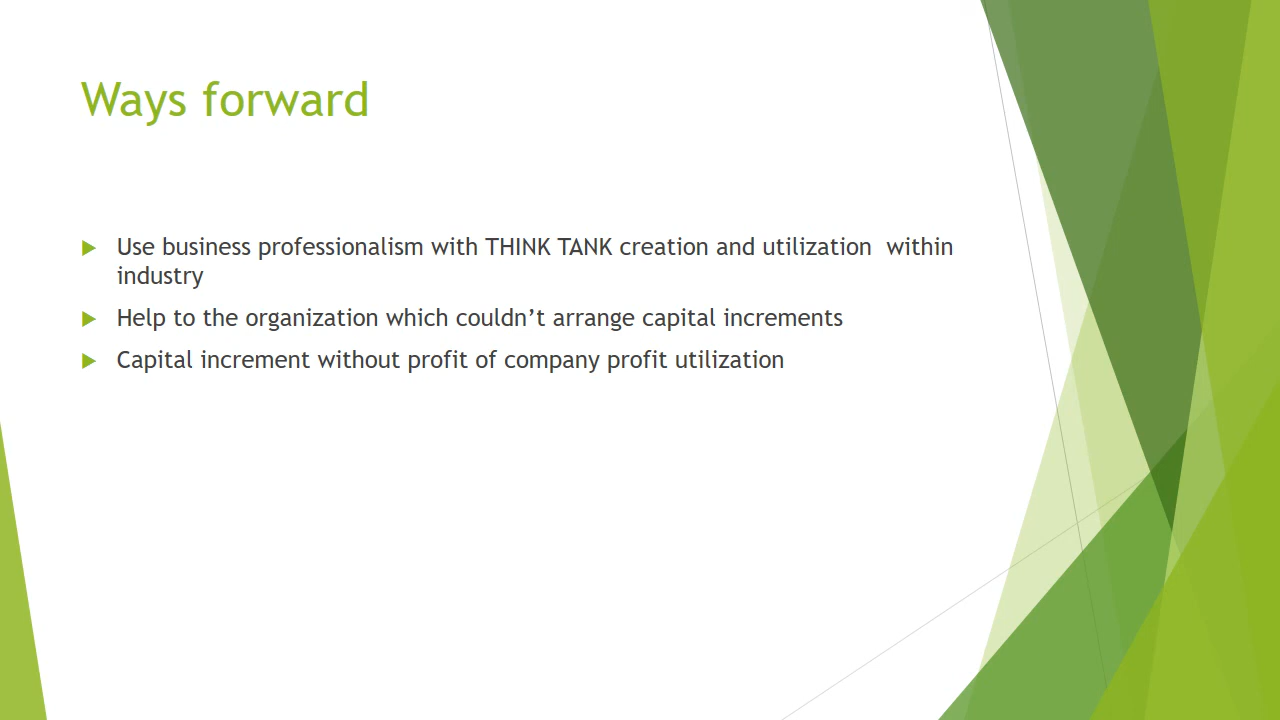 Ways forward
Use business professionalism with THINK TANK creation and utilization  within
industry
Help to the organization which couldn’t arrange capital increments
Capital increment without profit of company profit utilization